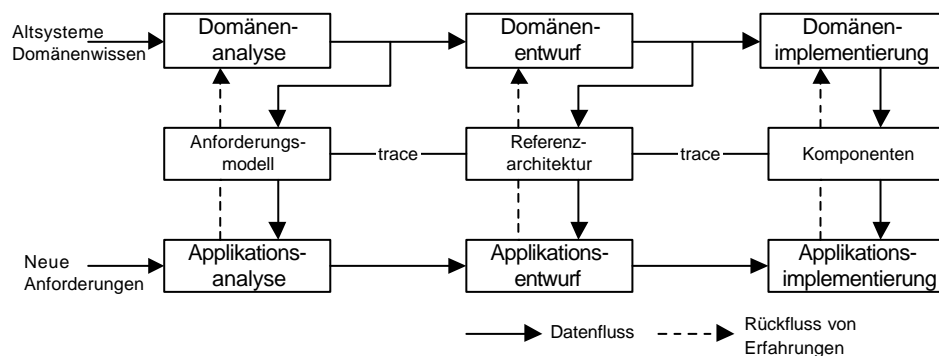 Altsysteme
Domänenwissen
Domänen-
analyse
Domänen-
entwurf
Domänen-
implementierung
Anforderungs-
modell
trace
Referenz-
architektur
trace
Komponenten
Neue
Anforderungen
Applikations-
analyse
Applikations-
entwurf
Applikations-
implementierung
Datenfluss
Rückfluss von
Erfahrungen